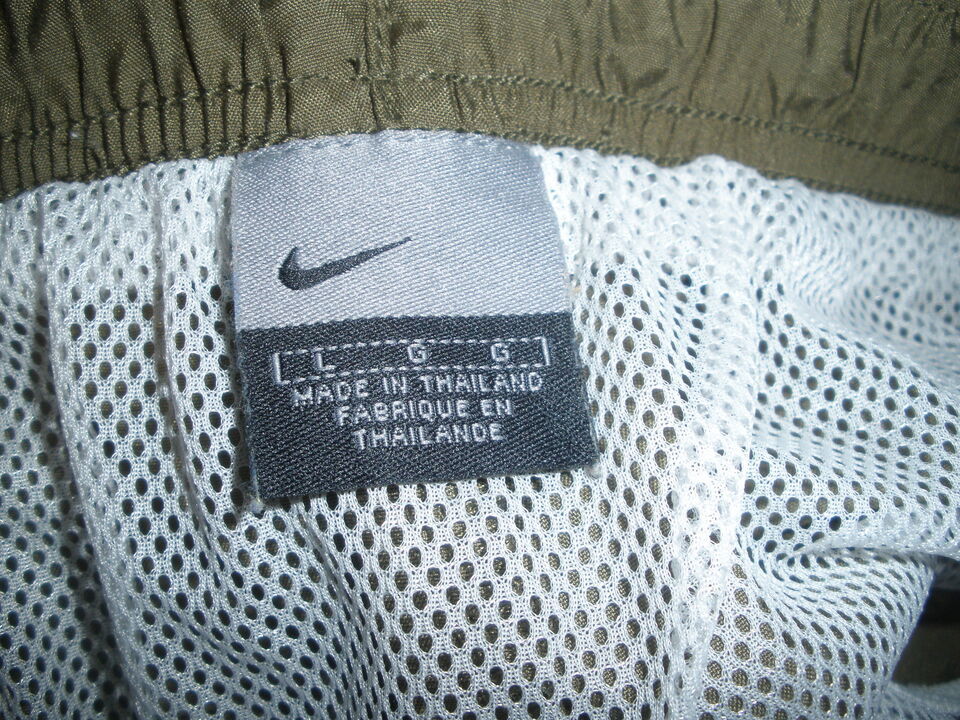 L G G
MADE IN THAILAND
FABRIQUE EN
THAILANDE